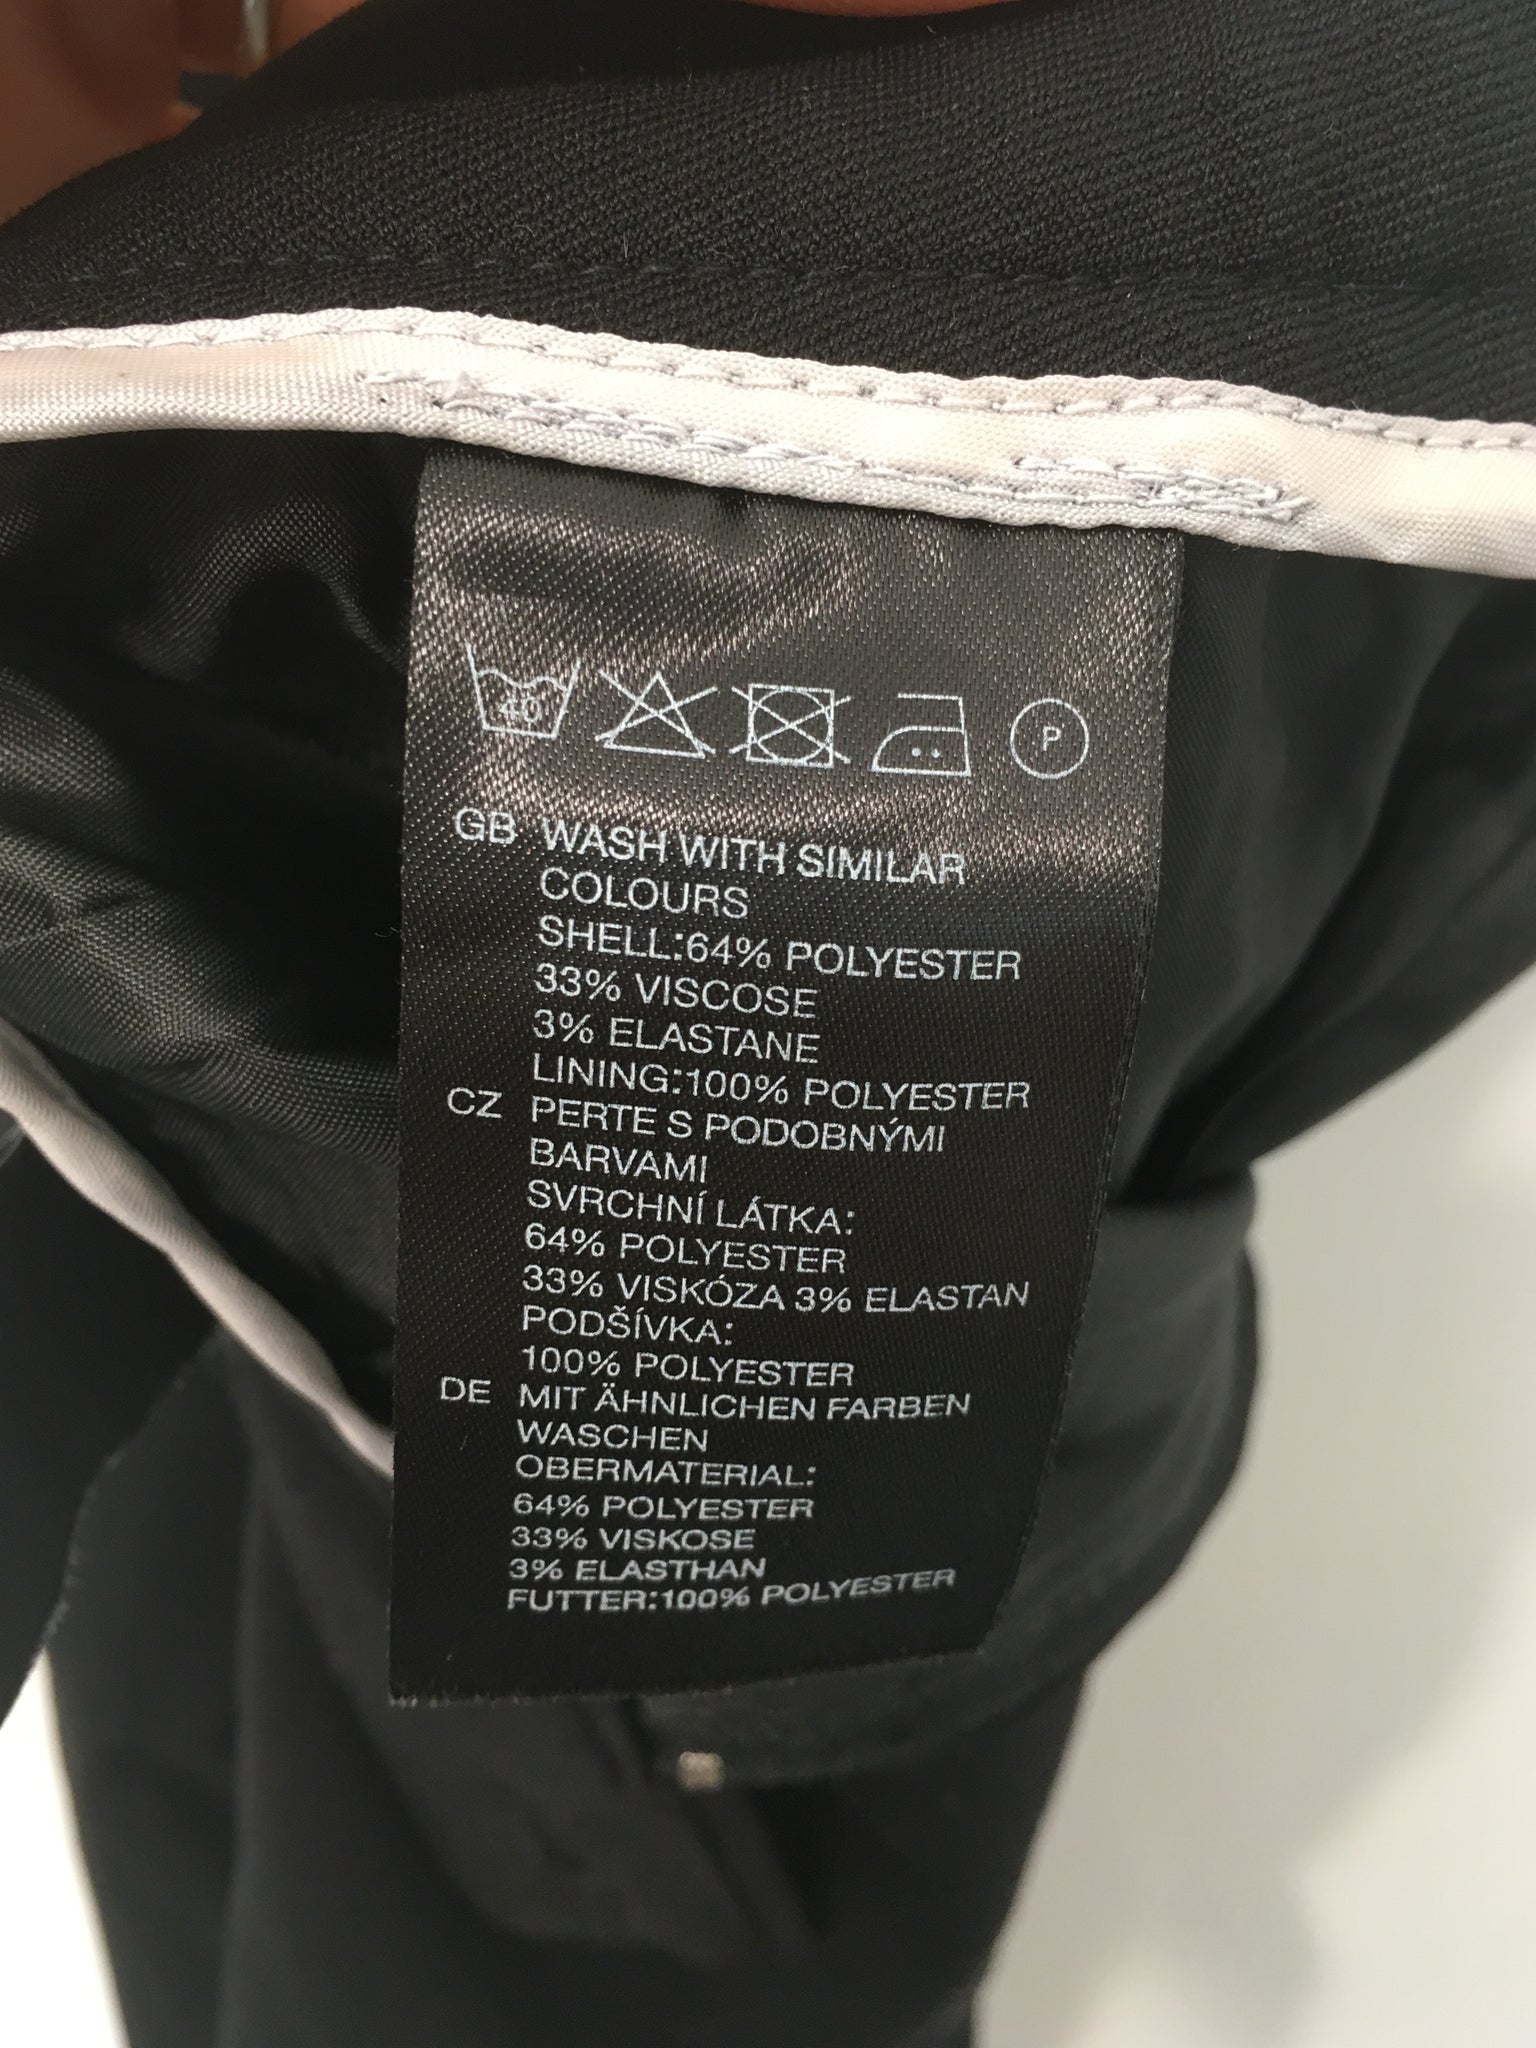 40
P
GB WASH WITH SIMILAR
COLOURS
SHELL:64% POLYESTER
33% VISCOSE
3% ELASTANE
LINING:100% POLYESTER
CZ PERTE S PODOBNÝMI
BARVAMI
SVRCHNÍ LÁTKA:
64% POLYESTER
33% VISKÓZA 3% ELASTAN
PODŠÍVKA:
100% POLYESTER
DE MIT ÄHNLICHEN FARBEN
WASCHEN
OBERMATERIAL:
64% POLYESTER
33% VISKOSE
3% ELASTHAN
FUTTER:100% POLYESTER